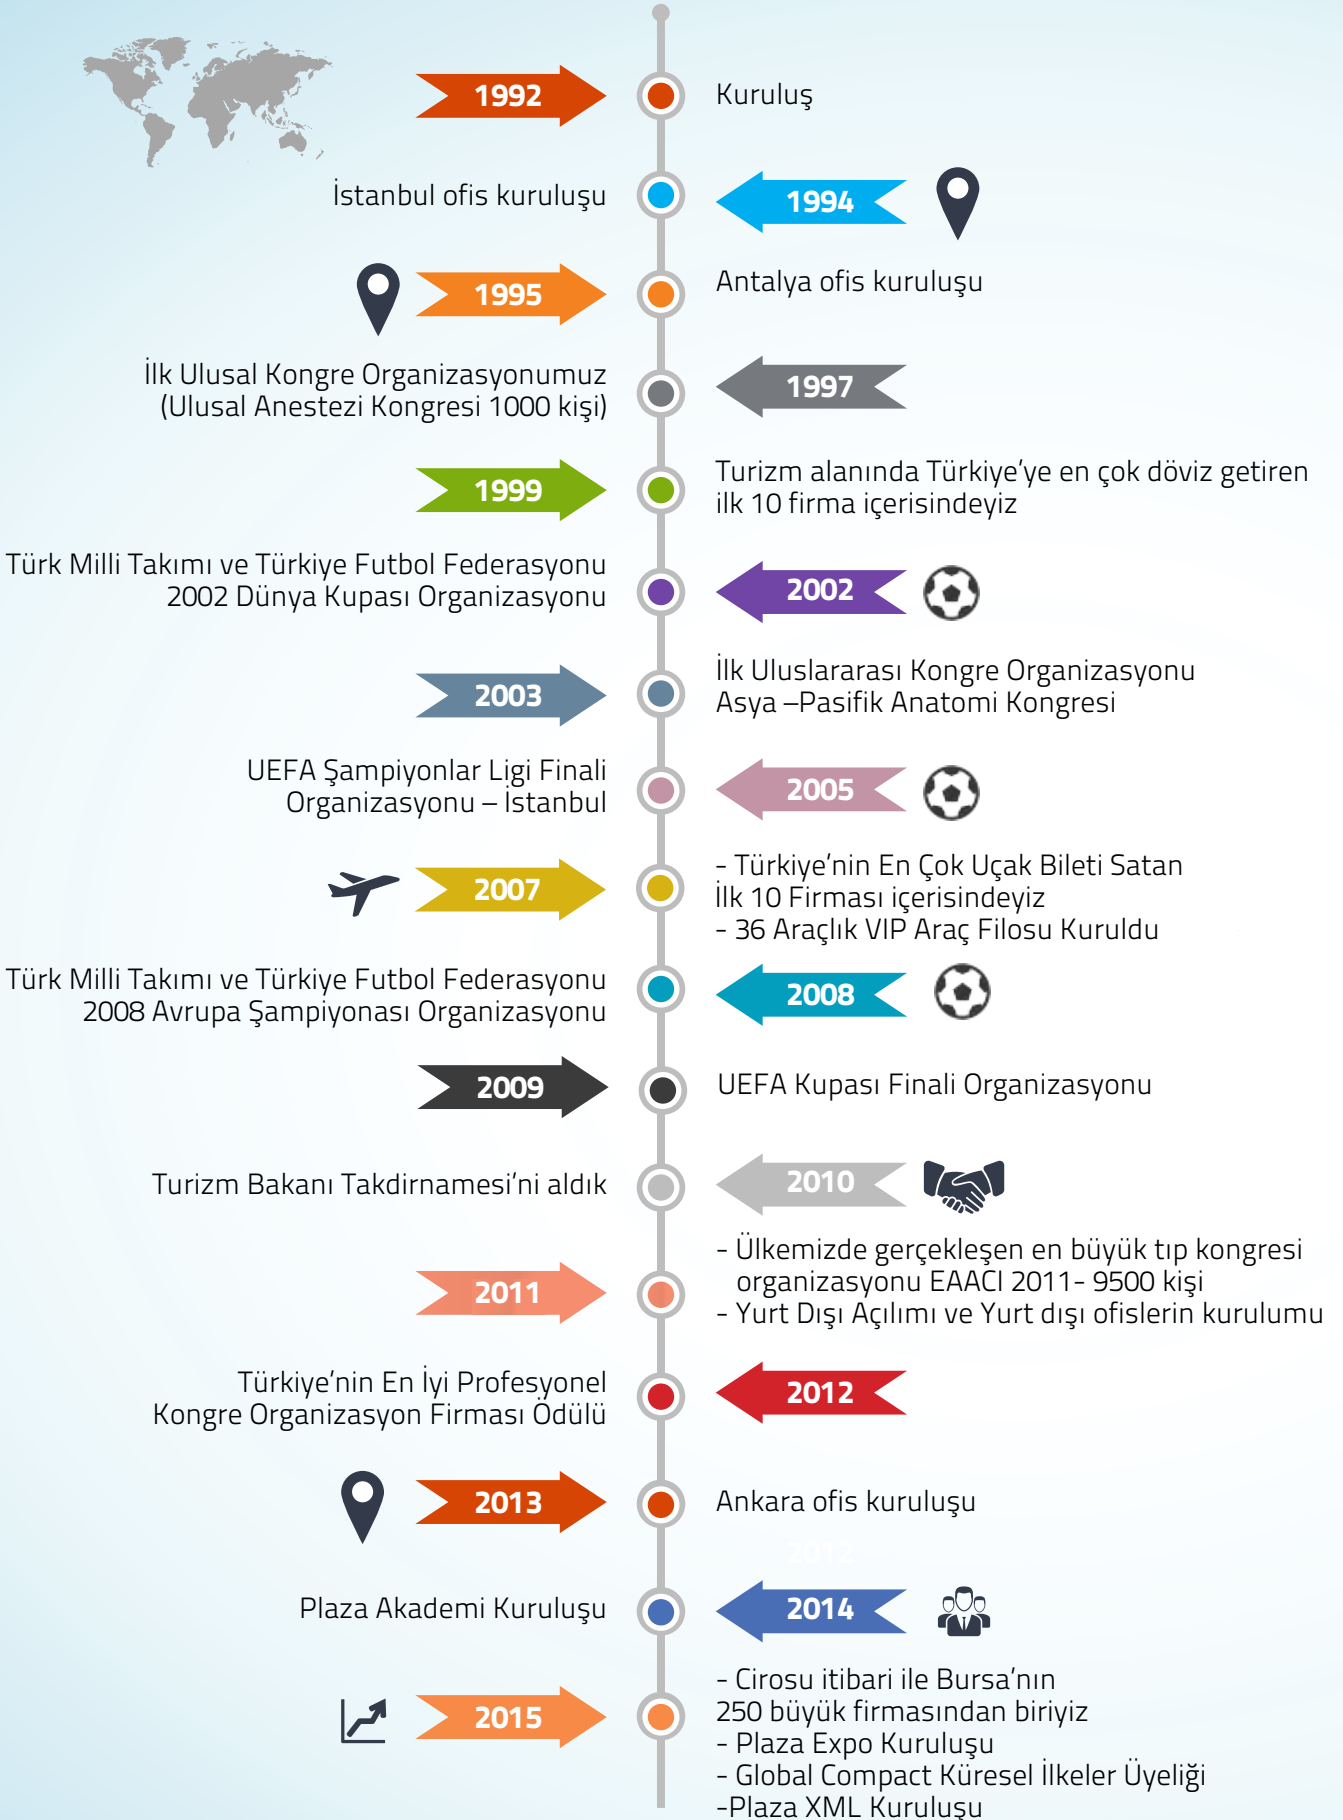 1992
Kuruluş
İstanbul ofis kuruluşu
1994
1995
Antalya ofis kuruluşu
İlk Ulusal Kongre Organizasyonumuz
(Ulusal Anestezi Kongresi 1000 kişi)
1997
1999
Turizm alanında Türkiye’ye en çok döviz getiren
ilk 10 firma içerisindeyiz
Türk Milli Takımı ve Türkiye Futbol Federasyonu
2002 Dünya Kupası Organizasyonu
2002
2003
İlk Uluslararası Kongre Organizasyonu
Asya –Pasifik Anatomi Kongresi
UEFA Şampiyonlar Ligi Finali
Organizasyonu – İstanbul
2005
2007
- Türkiye’nin En Çok Uçak Bileti Satan
İlk 10 Firması içerisindeyiz
- 36 Araçlık VIP Araç Filosu Kuruldu
Türk Milli Takımı ve Türkiye Futbol Federasyonu
2008 Avrupa Şampiyonası Organizasyonu
2008
2009
UEFA Kupası Finali Organizasyonu
Turizm Bakanı Takdirnamesi’ni aldık
2010
2011
- Ülkemizde gerçekleşen en büyük tıp kongresi
organizasyonu EAACI 2011- 9500 kişi
- Yurt Dışı Açılımı ve Yurt dışı ofislerin kurulumu
Türkiye’nin En İyi Profesyonel
Kongre Organizasyon Firması Ödülü
2012
2013
Ankara ofis kuruluşu
2012
Plaza Akademi Kuruluşu
2014
2015
- Cirosu itibari ile Bursa’nın
250 büyük firmasından biriyiz
- Plaza Expo Kuruluşu
- Global Compact Küresel İlkeler Üyeliği
-Plaza XML Kuruluşu